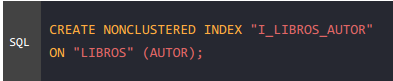 SQL
CREATE NONCLUSTERED INDEX "I_LIBROS_AUTOR"
ON "LIBROS" (AUTOR);